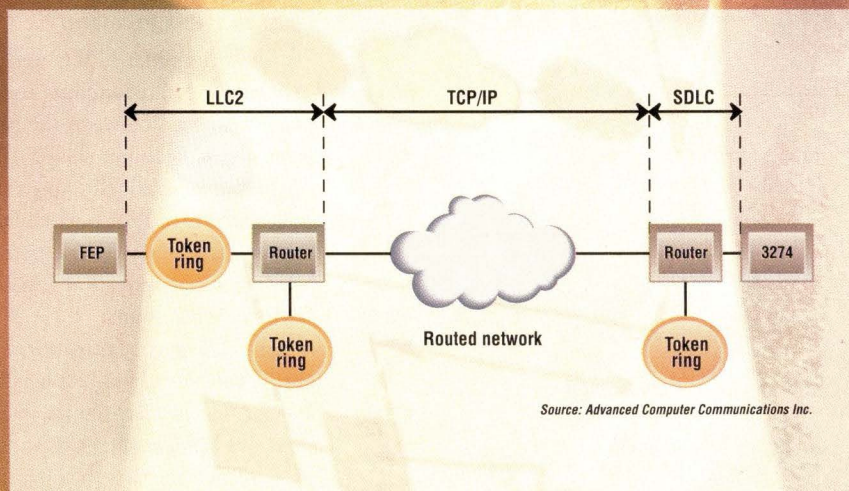 LLC2 TCP/IP SDLC
FEP
Token
ring
Router
Router
3274
Token
ring
Routed network
Token
ring
Source: Advanced Computer Communications Inc.